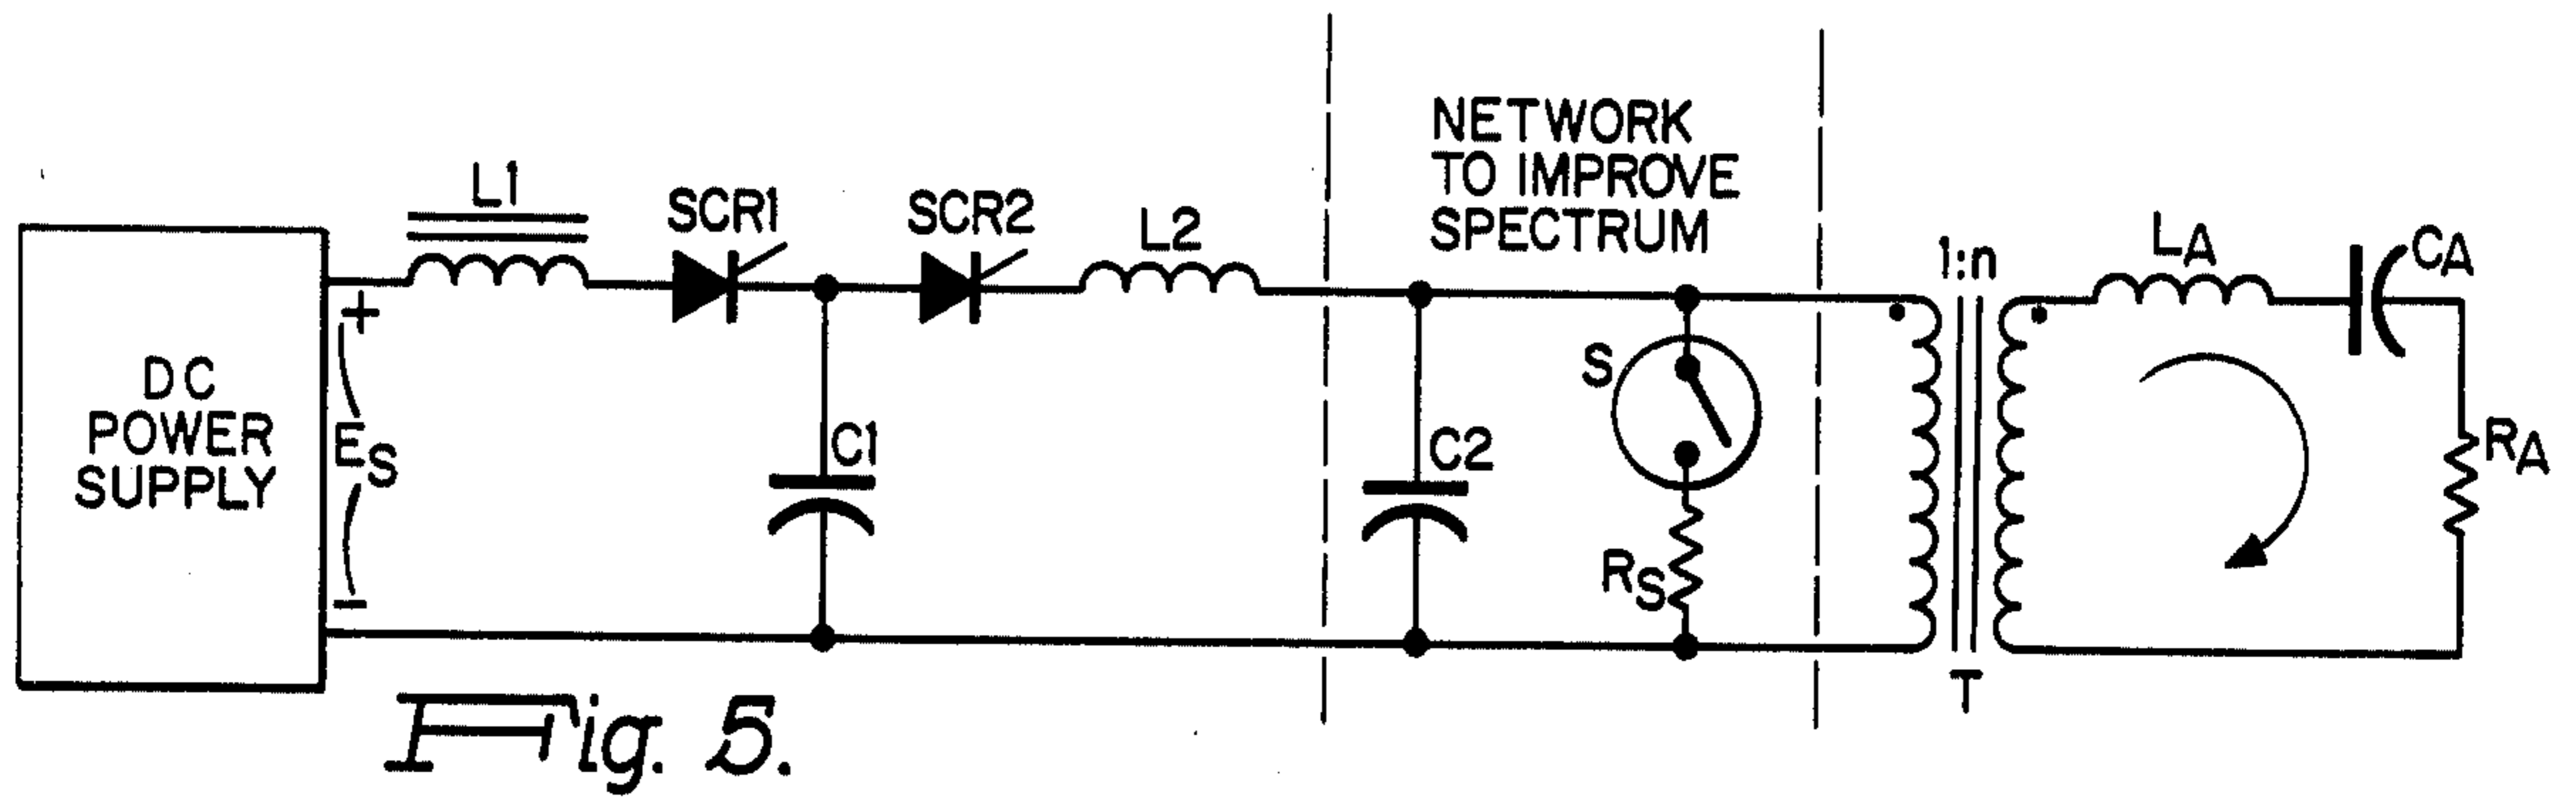 NETWORK
TO IMPROVE
SPECTRUM
L1
SCR1
SCR2
L2
1:n
LA
CA
+
DC
POWER
SUPPLY
ES
C1
C2
S
RS
RA
−
T
Fig. 5.